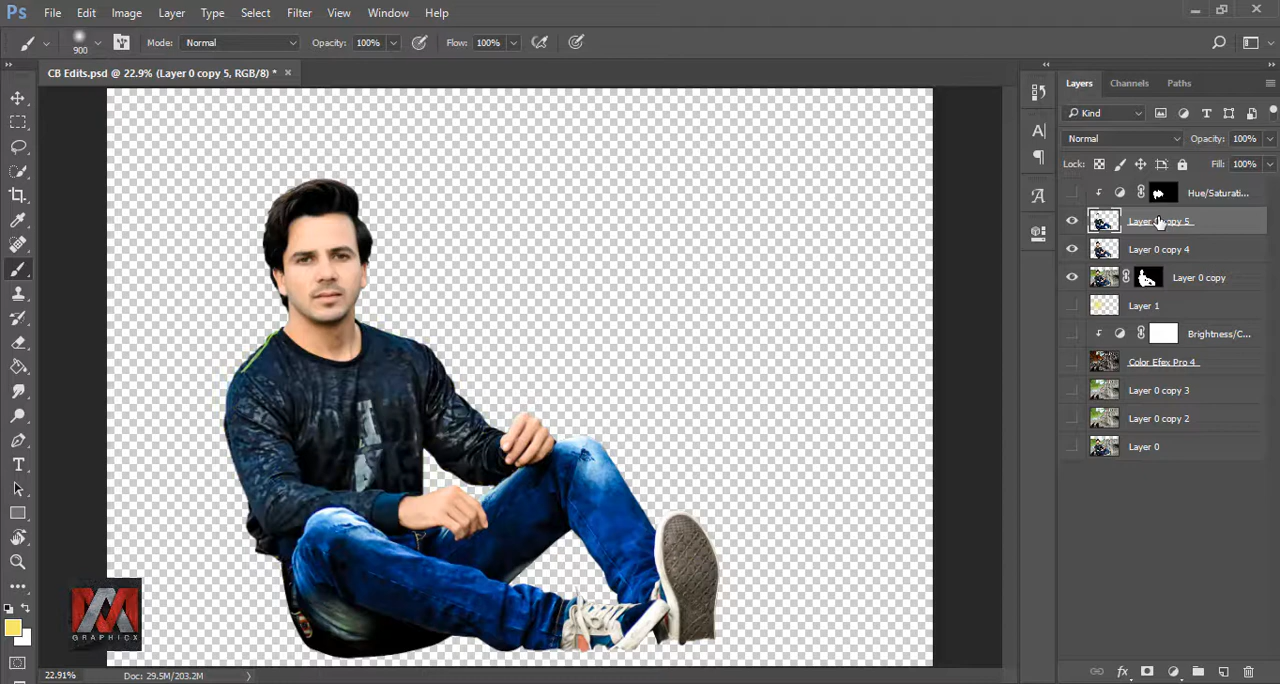 Ps File Edit Image Layer Type Select Filter View Window Help
900 Mode: Normal Opacity: 100% Flow: 100%
CB Edits.psd @ 22.9% (Layer 0 copy 5, RGB/8) *
Layers Channels Paths
Kind
Normal Opacity: 100%
Lock: Fill: 100%
Hue/Saturati...
Layer 0 copy 5
Layer 0 copy 4
Layer 0 copy
Layer 1
Brightness/C...
Color Efex Pro 4
Layer 0 copy 3
Layer 0 copy 2
Layer 0
GRAPHICX
22.91% Doc: 29.5M/203.2M